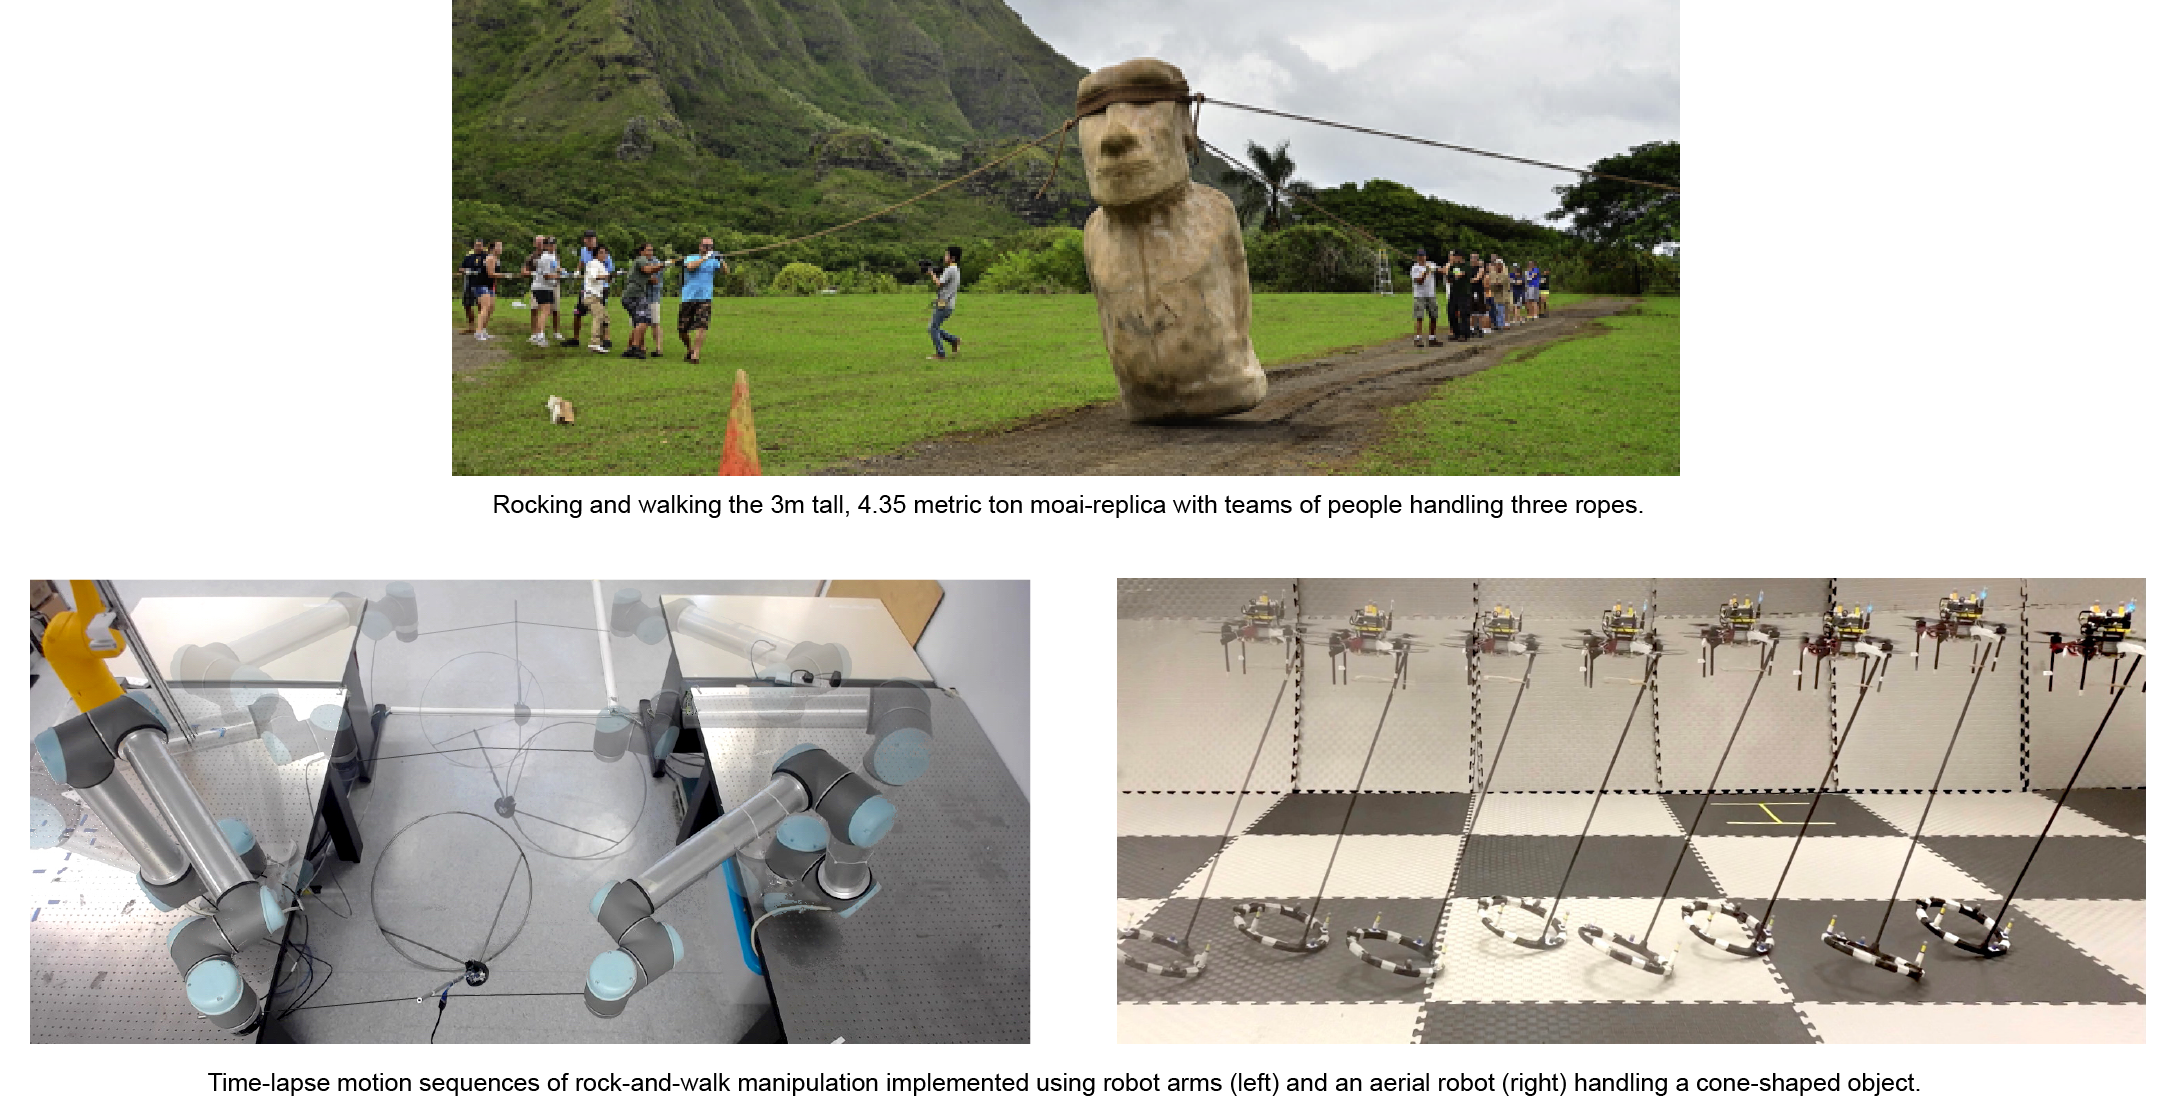 Rocking and walking the 3m tall, 4.35 metric ton moai-replica with teams of people handling three ropes.
Time-lapse motion sequences of rock-and-walk manipulation implemented using robot arms (left) and an aerial robot (right) handling a cone-shaped object.